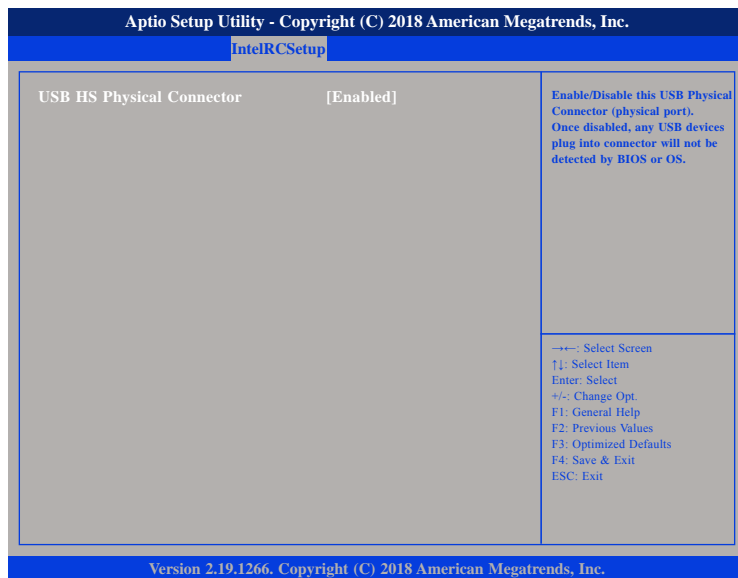 Aptio Setup Utility - Copyright (C) 2018 American Megatrends, Inc.
IntelRCSetup
USB HS Physical Connector [Enabled]
Enable/Disable this USB Physical
Connector (physical port).
Once disabled, any USB devices
plug into connector will not be
detected by BIOS or OS.
→←: Select Screen
↑↓: Select Item
Enter: Select
+/-: Change Opt.
F1: General Help
F2: Previous Values
F3: Optimized Defaults
F4: Save & Exit
ESC: Exit
Version 2.19.1266. Copyright (C) 2018 American Megatrends, Inc.